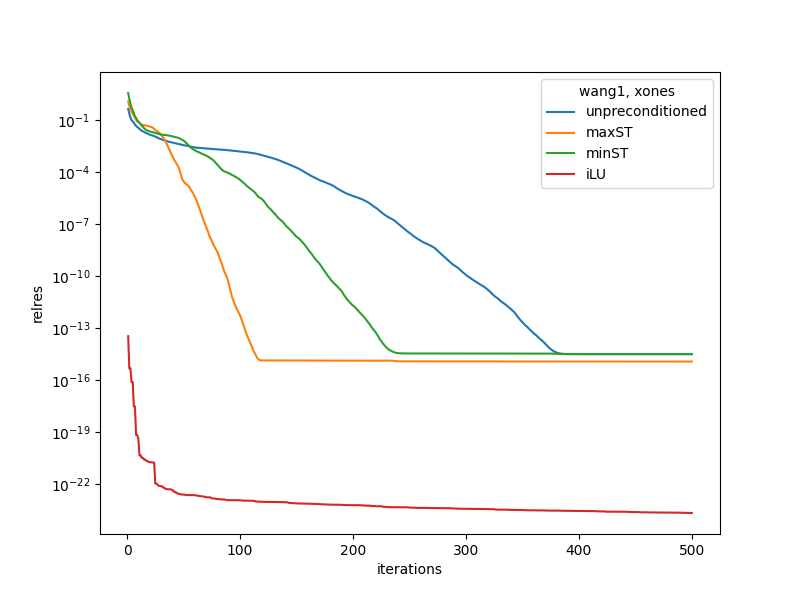 wang1, xones
unpreconditioned
maxST
minST
iLU
relres
10^-1
10^-4
10^-7
10^-10
10^-13
10^-16
10^-19
10^-22
0 100 200 300 400 500
iterations